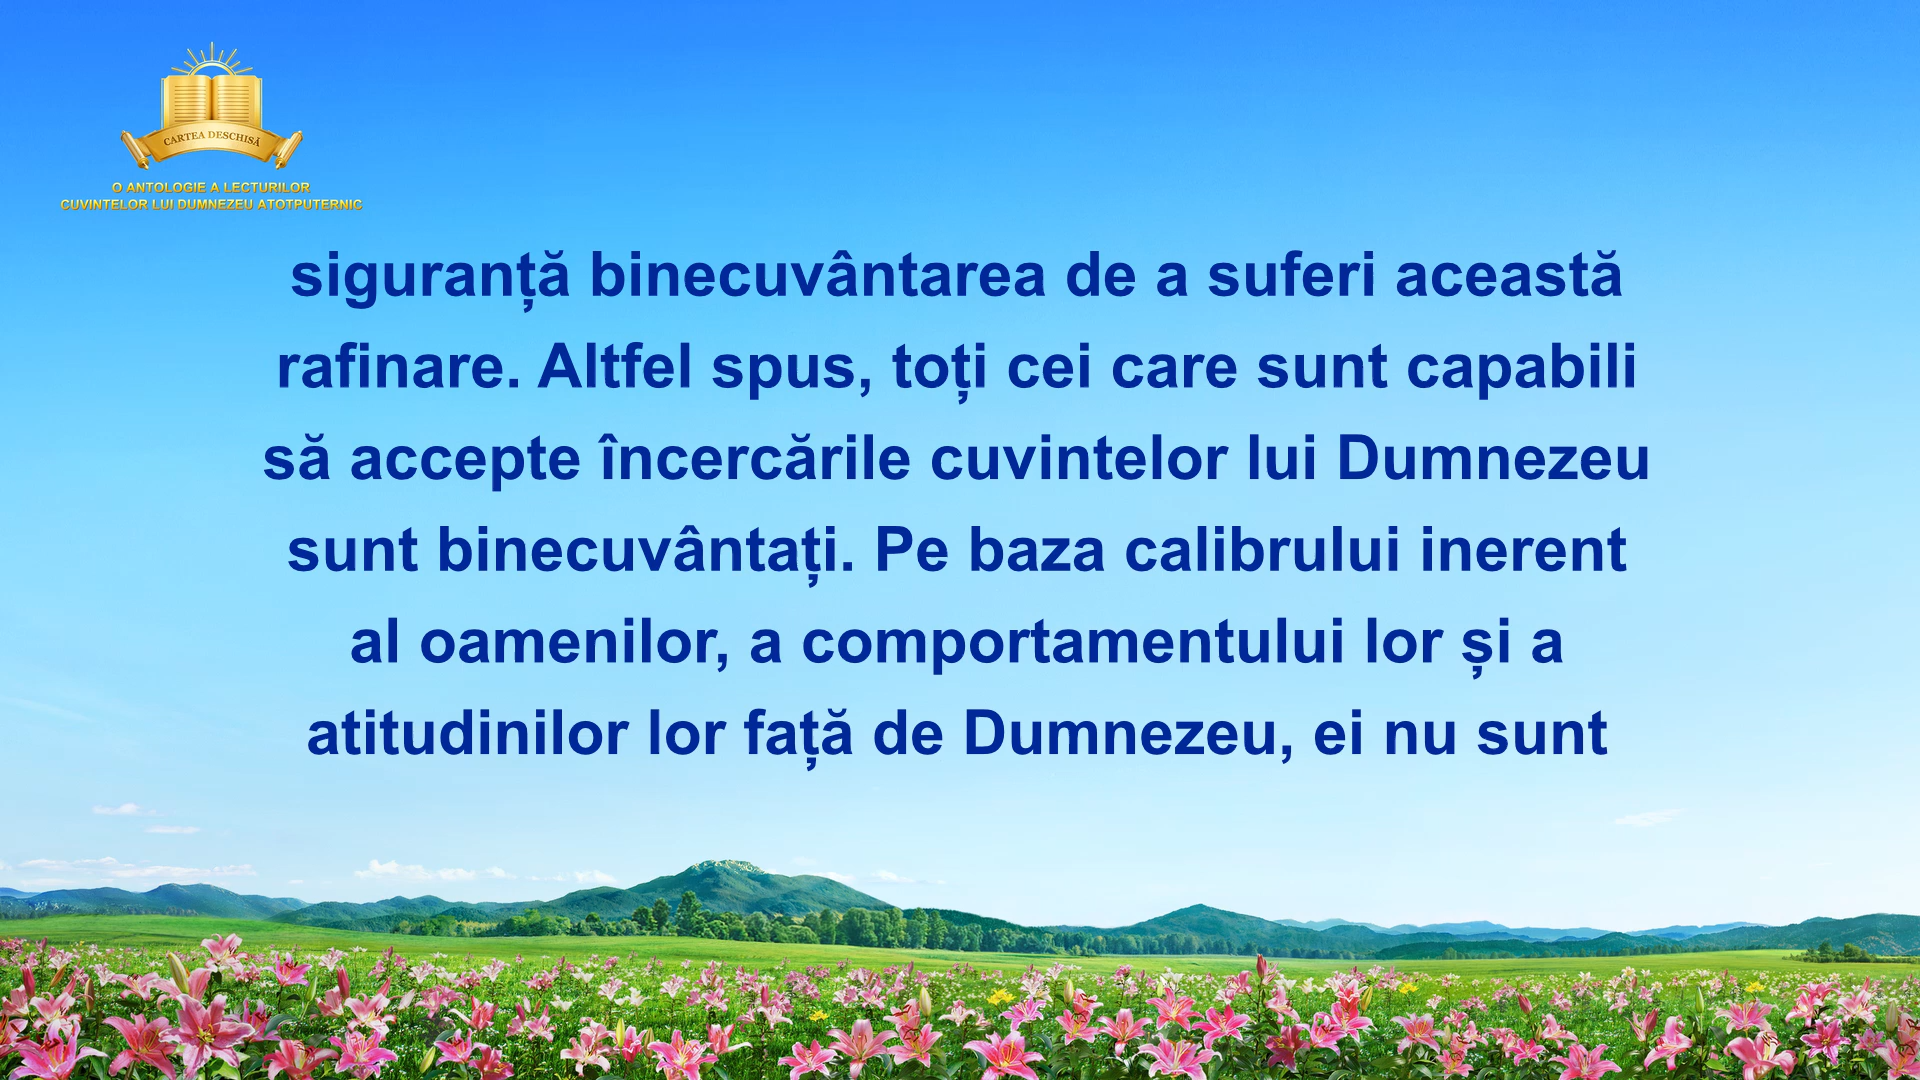 CARTEA DESCHISĂ
O ANTOLOGIE A LECTURILOR
CUVINTELOR LUI DUMNEZEU ATOTPUTERNIC
siguranță binecuvântarea de a suferi această
rafinare. Altfel spus, toți cei care sunt capabili
să accepte încercările cuvintelor lui Dumnezeu
sunt binecuvântați. Pe baza calibrului inerent
al oamenilor, a comportamentului lor și a
atitudinilor lor față de Dumnezeu, ei nu sunt